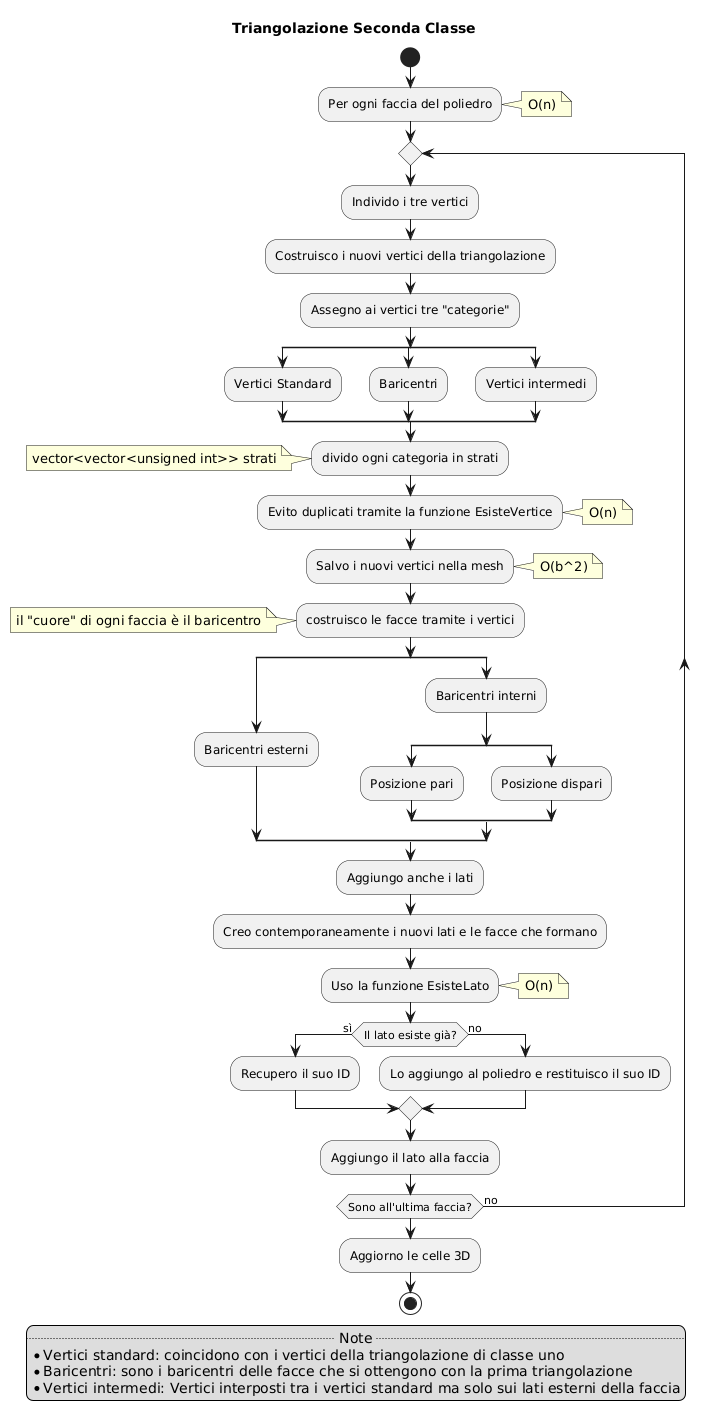 Triangolazione Seconda Classe
Per ogni faccia del poliedro
O(n)
Individo i tre vertici
Costruisco i nuovi vertici della triangolazione
Assegno ai vertici tre "categorie"
Vertici Standard
Baricentri
Vertici intermedi
vector<vector<unsigned int>> strati
divido ogni categoria in strati
Evito duplicati tramite la funzione EsisteVertice
O(n)
Salvo i nuovi vertici nella mesh
O(b^2)
il "cuore" di ogni faccia è il baricentro
costruisco le facce tramite i vertici
Baricentri interni
Baricentri esterni
Posizione pari
Posizione dispari
Aggiungo anche i lati
Creo contemporaneamente i nuovi lati e le facce che formano
Uso la funzione EsisteLato
O(n)
sì
Il lato esiste già?
no
Recupero il suo ID
Lo aggiungo al poliedro e restituisco il suo ID
Aggiungo il lato alla faccia
Sono all'ultima faccia?
no
Aggiorno le celle 3D
Note
•Vertici standard: coincidono con i vertici della triangolazione di classe uno
•Baricentri: sono i baricentri delle facce che si ottengono con la prima triangolazione
•Vertici intermedi: Vertici interposti tra i vertici standard ma solo sui lati esterni della faccia